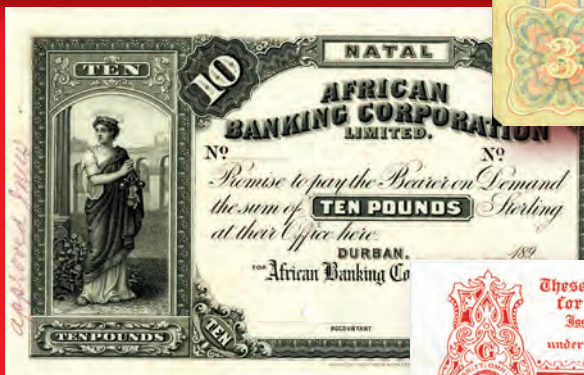 NATAL
TEN
10
AFRICAN
BANKING CORPORATION
LIMITED.
Nº Nº
Promise to pay the Bearer on Demand
the sum of TEN POUNDS Sterling
at their Office here.
DURBAN, 189
FOR African Banking Co
TEN
TEN POUNDS
ACCOUNTANT
approved
3
These
for
Iss
under
G